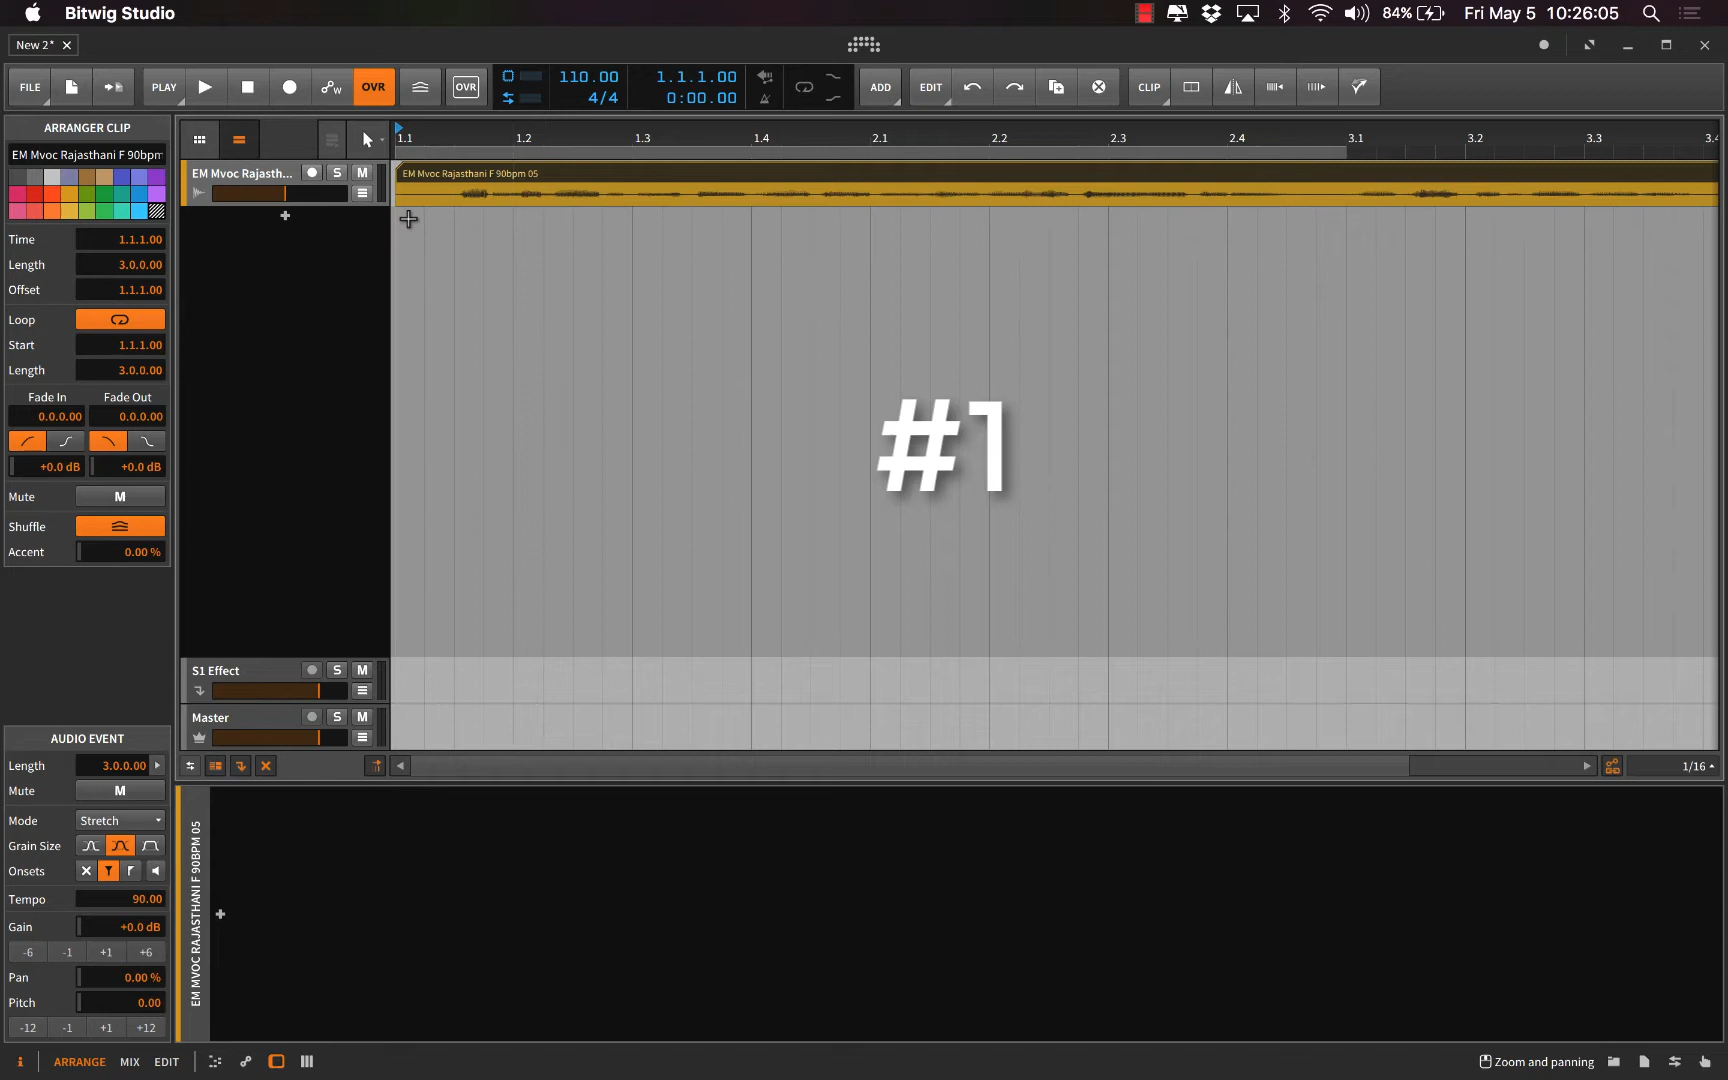 Bitwig Studio
84%
Fri May 5 10:26:05
New 2*
FILE
PLAY
OVR
OVR
110.00
4/4
1.1.1.00
0:00.00
ADD
EDIT
CLIP
ARRANGER CLIP
EM Mvoc Rajasthani F 90bpm
Time 1.1.1.00
Length 3.0.0.00
Offset 1.1.1.00
Loop
Start 1.1.1.00
Length 3.0.0.00
Fade In Fade Out
0.0.0.00 0.0.0.00
+0.0 dB +0.0 dB
Mute M
Shuffle
Accent 0.00 %
1.1 1.2 1.3 1.4 2.1 2.2 2.3 2.4 3.1 3.2 3.3 3.4
EM Mvoc Rajasth... S M
EM Mvoc Rajasthani F 90bpm 05
#1
S1 Effect S M
Master S M
1/16
AUDIO EVENT
Length 3.0.0.00
Mute M
Mode Stretch
Grain Size
Onsets
Tempo 90.00
Gain +0.0 dB
-6 -1 +1 +6
Pan 0.00 %
Pitch 0.00
-12 -1 +1 +12
EM MVOC RAJASTHANI F 90BPM 05
i ARRANGE MIX EDIT
Zoom and panning